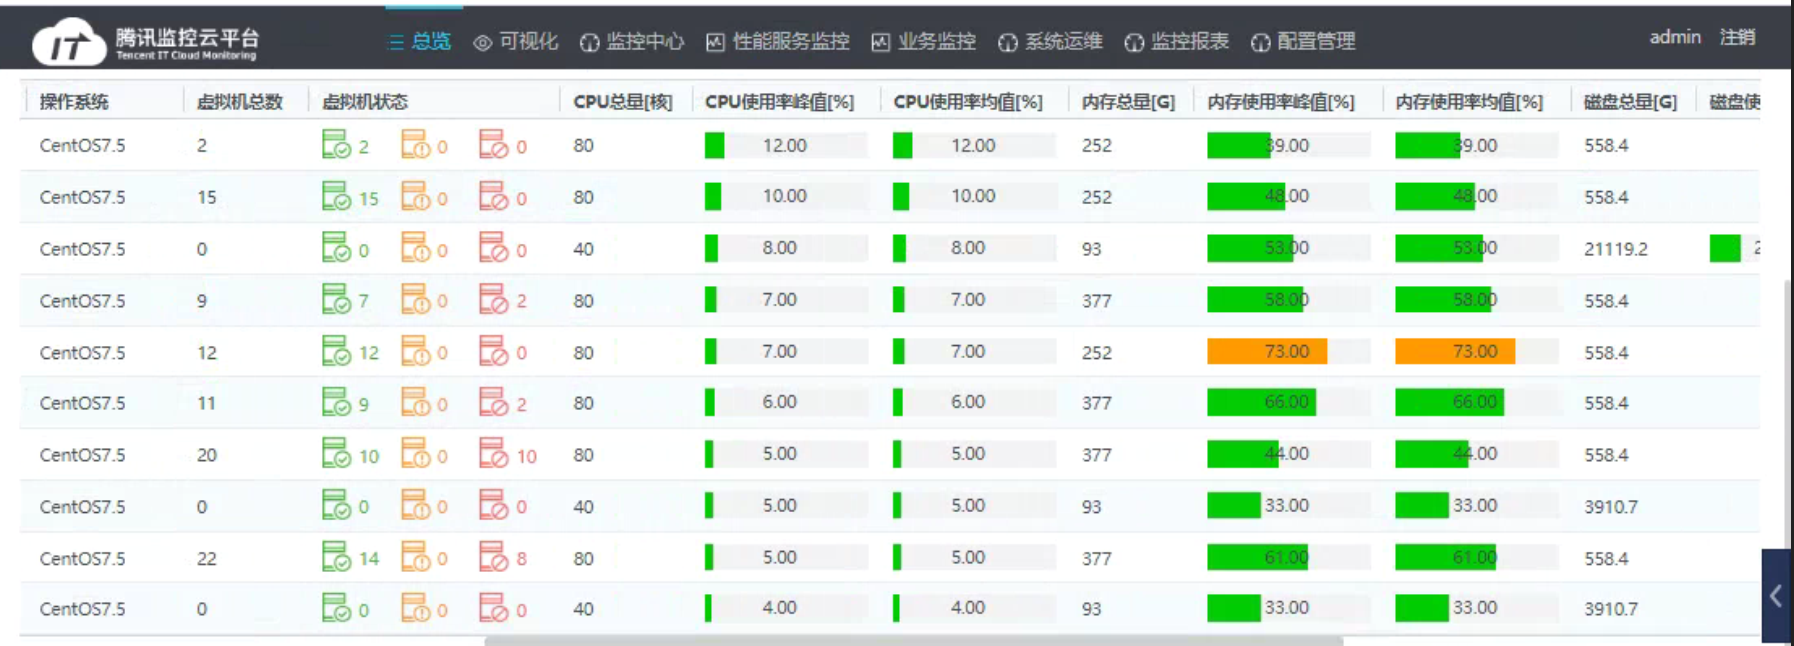 IT 腾讯监控云平台
Tencent IT Cloud Monitoring
总览 可视化 监控中心 性能服务监控 业务监控 系统运维 监控报表 配置管理 admin 注销
操作系统 虚拟机总数 虚拟机状态 CPU总量[核] CPU使用率峰值[%] CPU使用率均值[%] 内存总量[G] 内存使用率峰值[%] 内存使用率均值[%] 磁盘总量[G] 磁盘使
CentOS7.5 2 2 0 0 80 12.00 12.00 252 39.00 39.00 558.4
CentOS7.5 15 15 0 0 80 10.00 10.00 252 48.00 48.00 558.4
CentOS7.5 0 0 0 0 40 8.00 8.00 93 53.00 53.00 21119.2 2
CentOS7.5 9 7 0 2 80 7.00 7.00 377 58.00 58.00 558.4
CentOS7.5 12 12 0 0 80 7.00 7.00 252 73.00 73.00 558.4
CentOS7.5 11 9 0 2 80 6.00 6.00 377 66.00 66.00 558.4
CentOS7.5 20 10 0 10 80 5.00 5.00 377 44.00 44.00 558.4
CentOS7.5 0 0 0 0 40 5.00 5.00 93 33.00 33.00 3910.7
CentOS7.5 22 14 0 8 80 5.00 5.00 377 61.00 61.00 558.4
CentOS7.5 0 0 0 0 40 4.00 4.00 93 33.00 33.00 3910.7